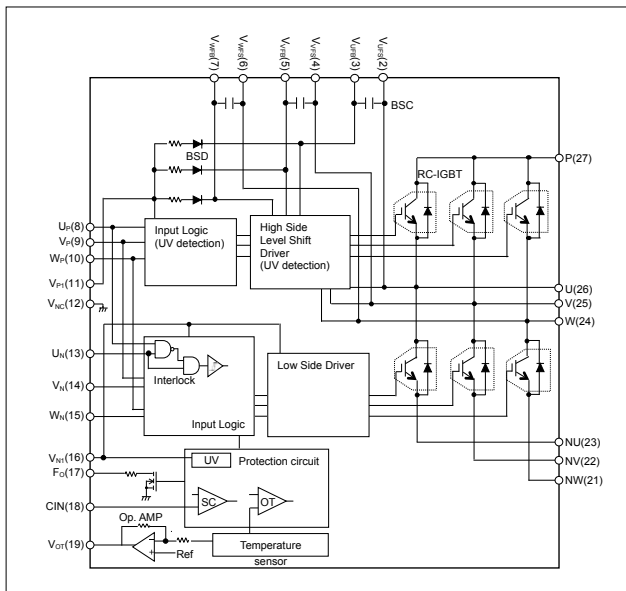 VWFB(7)
VWFS(6)
VVFB(5)
VVFS(4)
VUFB(3)
VUFS(2)
BSC
BSD
P(27)
RC-IGBT
UP(8)
VP(9)
WP(10)
VP1(11)
VNC(12)
Input Logic
(UV detection)
High Side
Level Shift
Driver
(UV detection)
U(26)
V(25)
W(24)
UN(13)
VN(14)
WN(15)
Interlock
Input Logic
Low Side Driver
NU(23)
NV(22)
NW(21)
VN1(16)
FO(17)
CIN(18)
VOT(19)
UV
Protection circuit
SC
OT
Op. AMP
Ref
Temperature
sensor